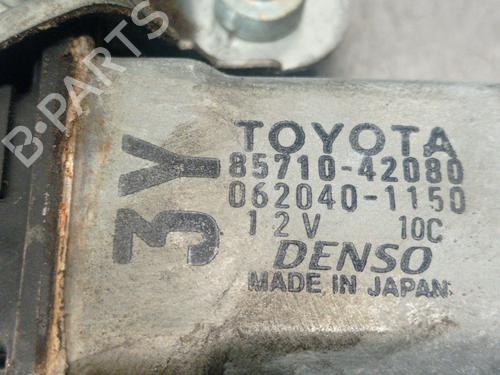 3Y
TOYOTA
85710-42080
062040-1150
12V 10C
DENSO
MADE IN JAPAN
B-PARTS